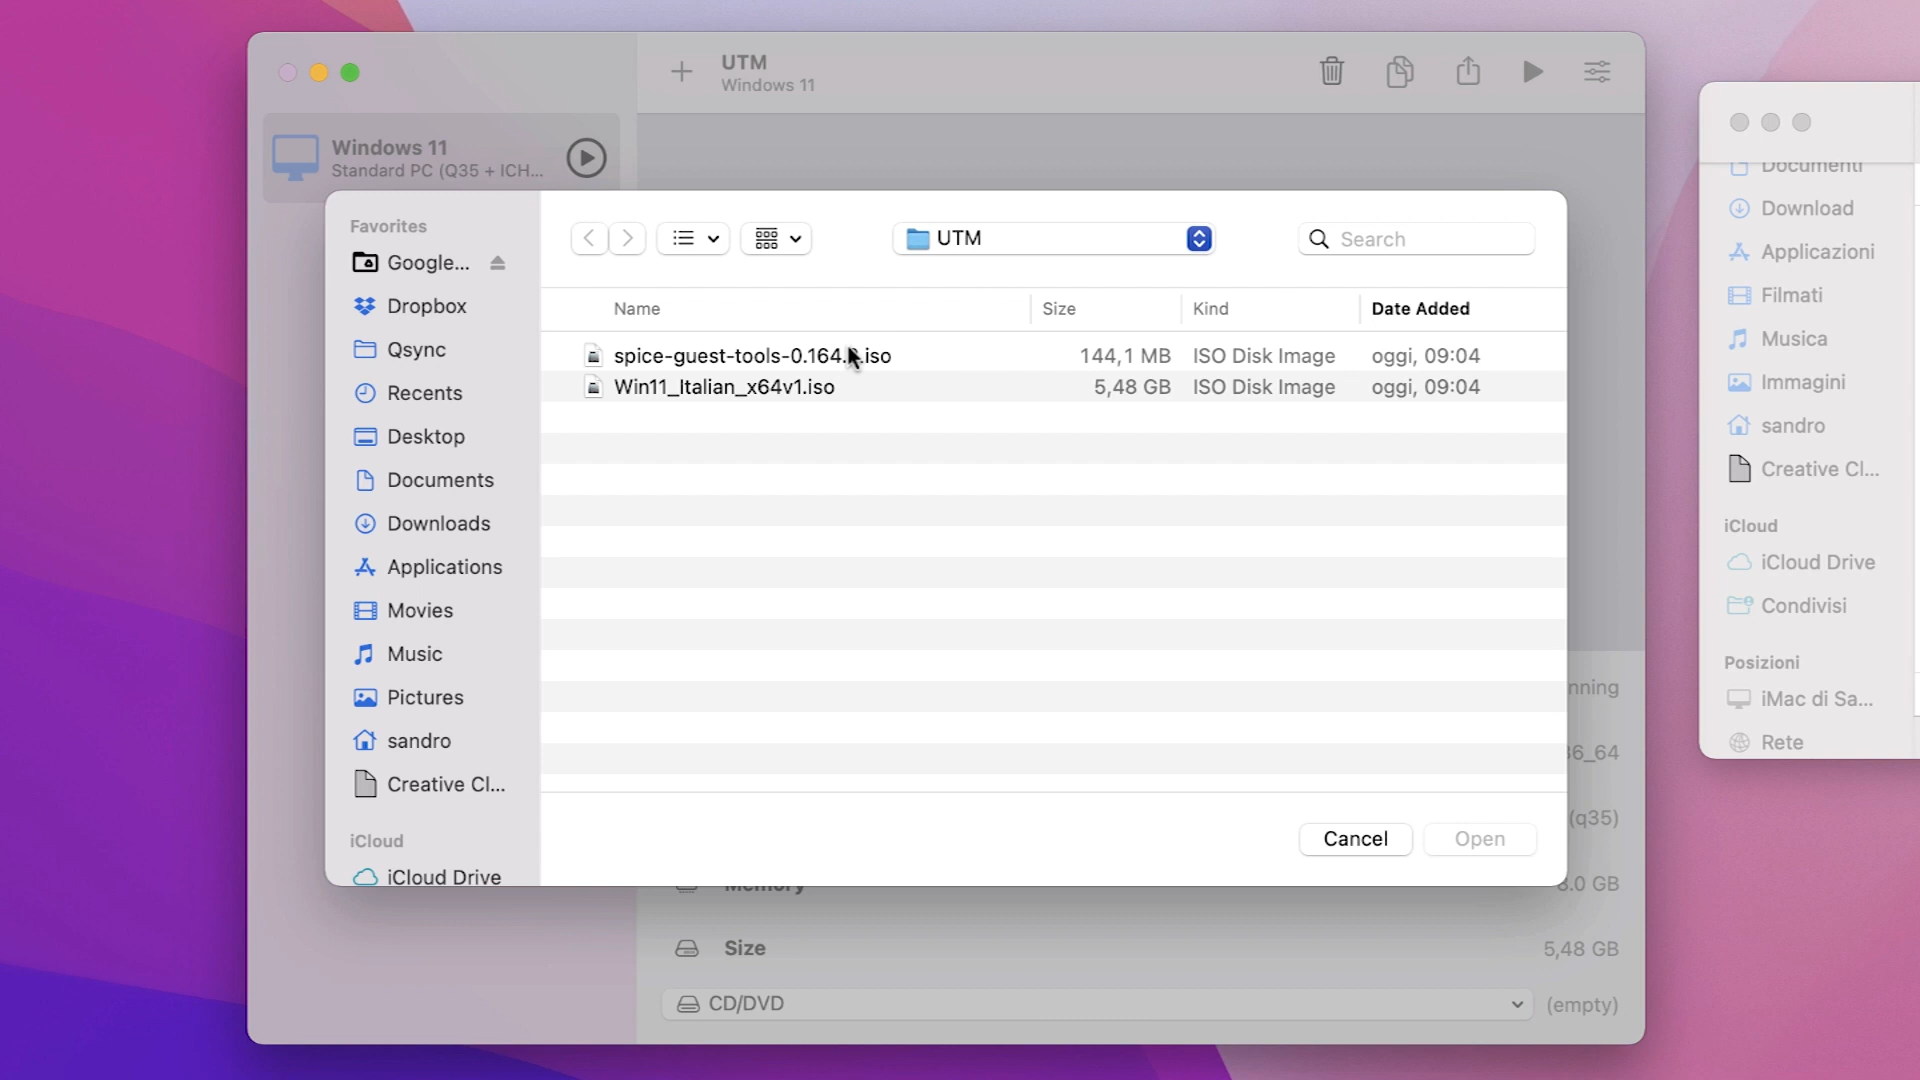 UTM
Windows 11
Windows 11
Standard PC (Q35 + ICH...
Favorites
Google...
Dropbox
Qsync
Recents
Desktop
Documents
Downloads
Applications
Movies
Music
Pictures
sandro
Creative Cl...
iCloud
iCloud Drive
UTM
Search
Name
Size
Kind
Date Added
spice-guest-tools-0.164. .iso
144,1 MB
ISO Disk Image
oggi, 09:04
Win11_Italian_x64v1.iso
5,48 GB
ISO Disk Image
oggi, 09:04
Cancel
Open
nning
86_64
(q35)
Memory
8.0 GB
Size
5,48 GB
CD/DVD
(empty)
Documenti
Download
Applicazioni
Filmati
Musica
Immagini
sandro
Creative Cl...
iCloud
iCloud Drive
Condivisi
Posizioni
iMac di Sa...
Rete